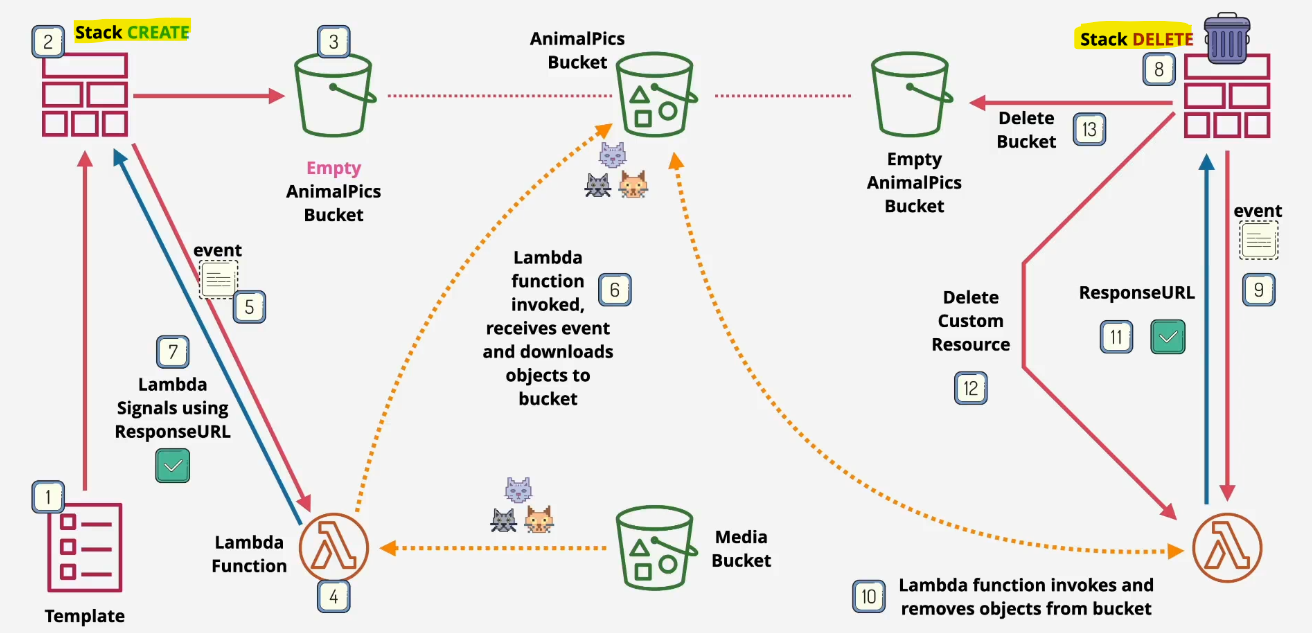 2
Stack CREATE
3
Empty
AnimalPics
Bucket
AnimalPics
Bucket
Empty
AnimalPics
Bucket
Stack DELETE
8
Delete
Bucket
13
event
5
7
Lambda
Signals using
ResponseURL
Lambda
function
invoked,
receives event
and downloads
objects to
bucket
6
event
9
ResponseURL
11
Delete
Custom
Resource
12
1
Template
Lambda
Function
4
Media
Bucket
10
Lambda function invokes and
removes objects from bucket